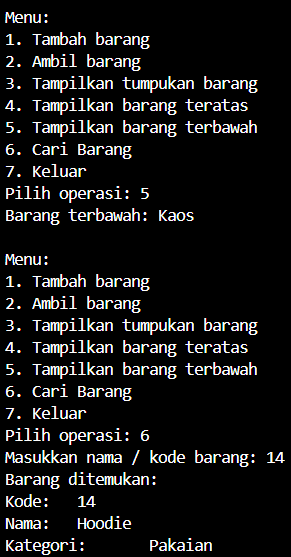 Menu:
1. Tambah barang
2. Ambil barang
3. Tampilkan tumpukan barang
4. Tampilkan barang teratas
5. Tampilkan barang terbawah
6. Cari Barang
7. Keluar
Pilih operasi: 5
Barang terbawah: Kaos

Menu:
1. Tambah barang
2. Ambil barang
3. Tampilkan tumpukan barang
4. Tampilkan barang teratas
5. Tampilkan barang terbawah
6. Cari Barang
7. Keluar
Pilih operasi: 6
Masukkan nama / kode barang: 14
Barang ditemukan:
Kode:   14
Nama:   Hoodie
Kategori:       Pakaian